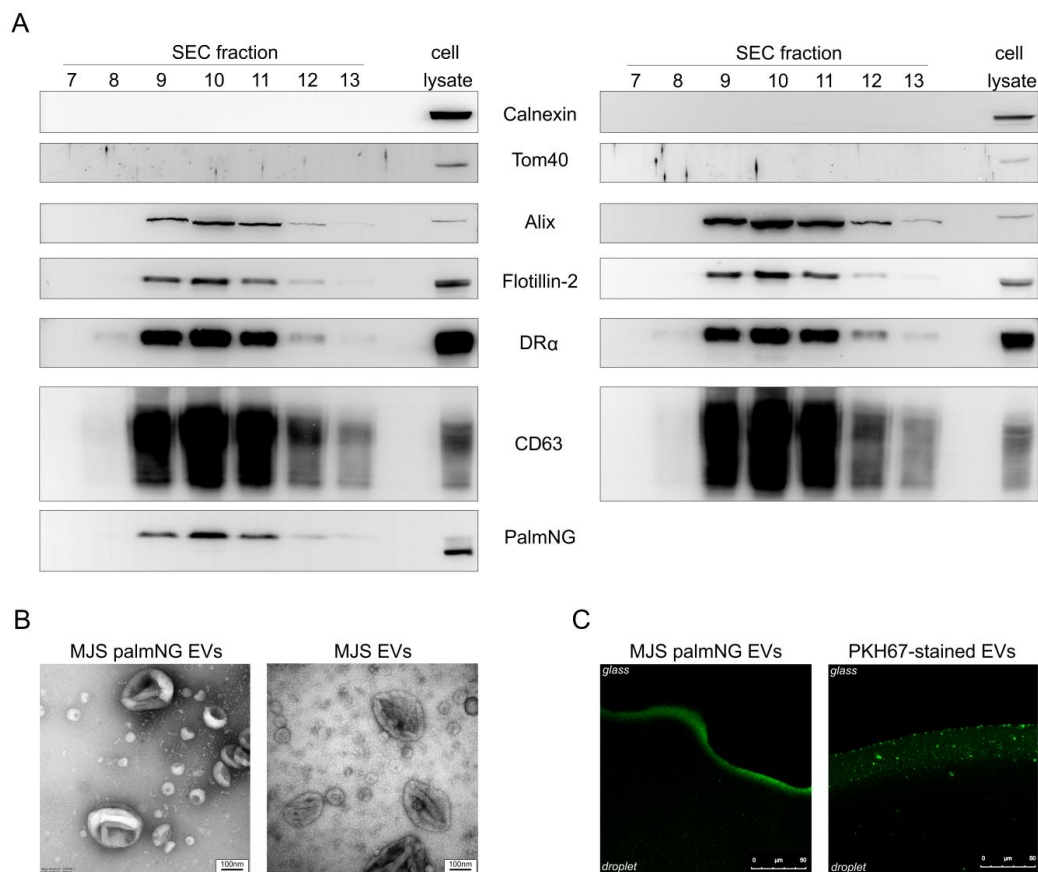 A
SEC fraction cell SEC fraction cell
7 8 9 10 11 12 13 lysate 7 8 9 10 11 12 13 lysate
Calnexin
Tom40
Alix
Flotillin-2
DRα
CD63
PalmNG
B C
MJS palmNG EVs MJS EVs MJS palmNG EVs PKH67-stained EVs
glass glass
100nm 100nm
droplet 0 µm 50 droplet 0 µm 50